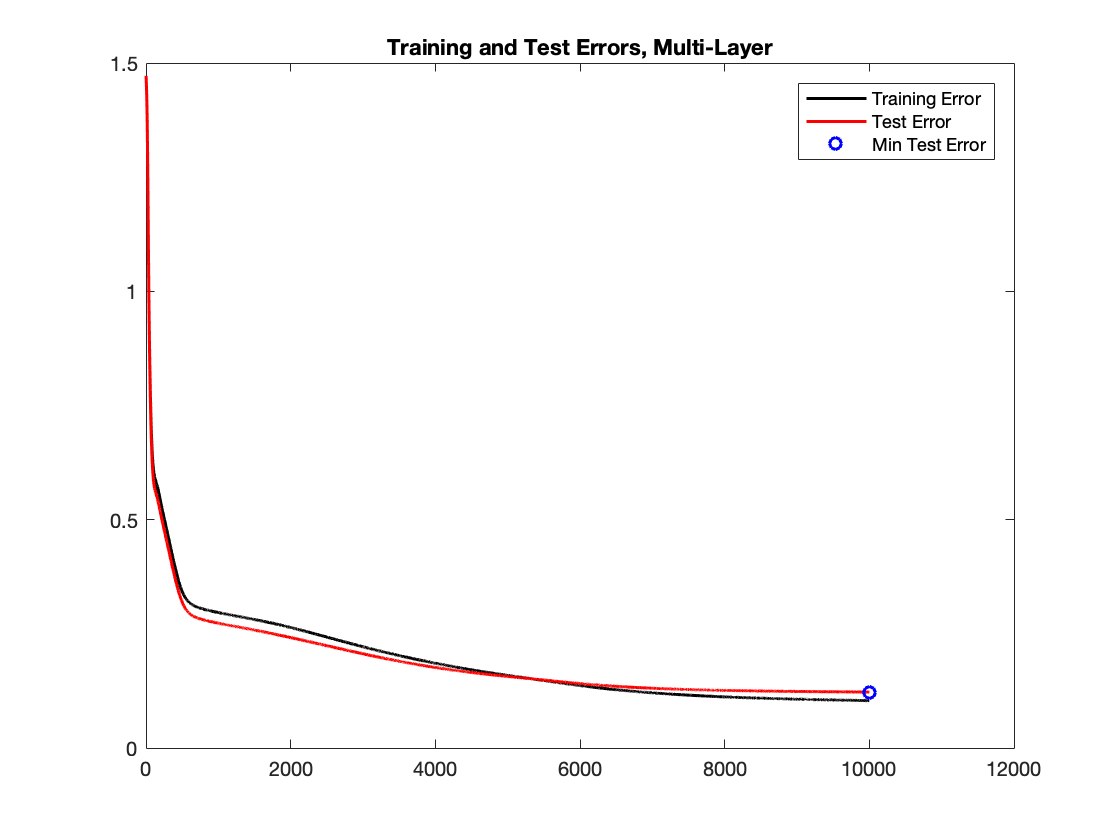 Training and Test Errors, Multi-Layer
1.5
1
0.5
0
Training Error
Test Error
Min Test Error
0 2000 4000 6000 8000 10000 12000